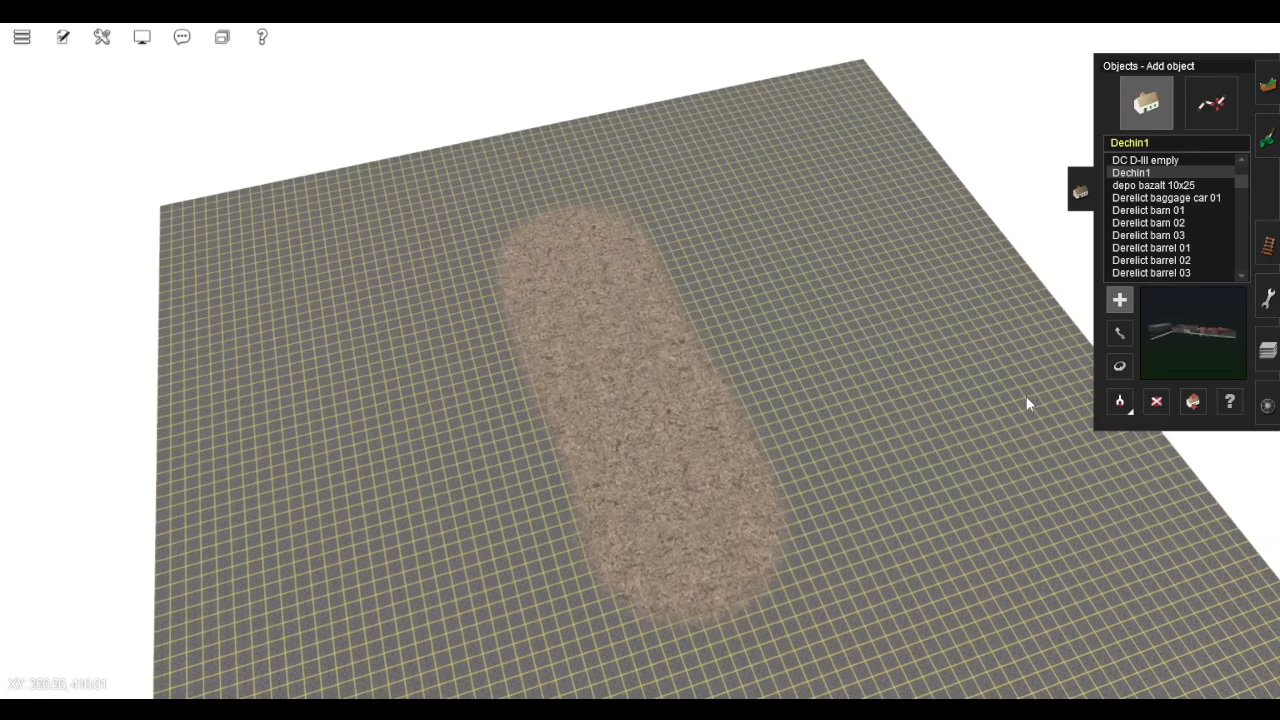 Objects - Add object
Dechin1
DC D-III emply
Dechin1
depo bazalt 10x25
Derelict baggage car 01
Derelict barn 01
Derelict barn 02
Derelict barn 03
Derelict barrel 01
Derelict barrel 02
Derelict barrel 03